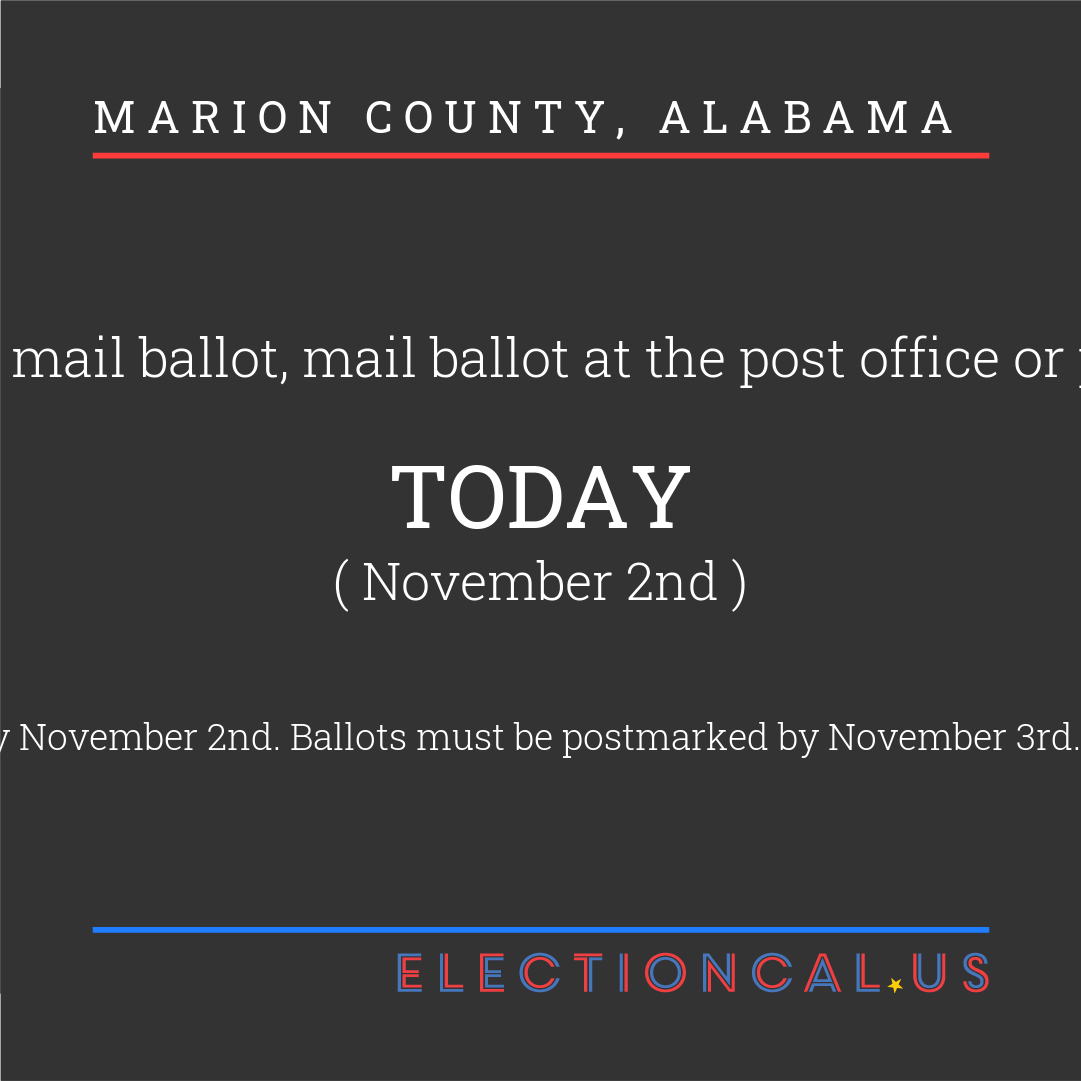 MARION COUNTY, ALABAMA
mail ballot, mail ballot at the post office or
TODAY
( November 2nd )
November 2nd. Ballots must be postmarked by November 3rd.
ELECTIONCAL.US